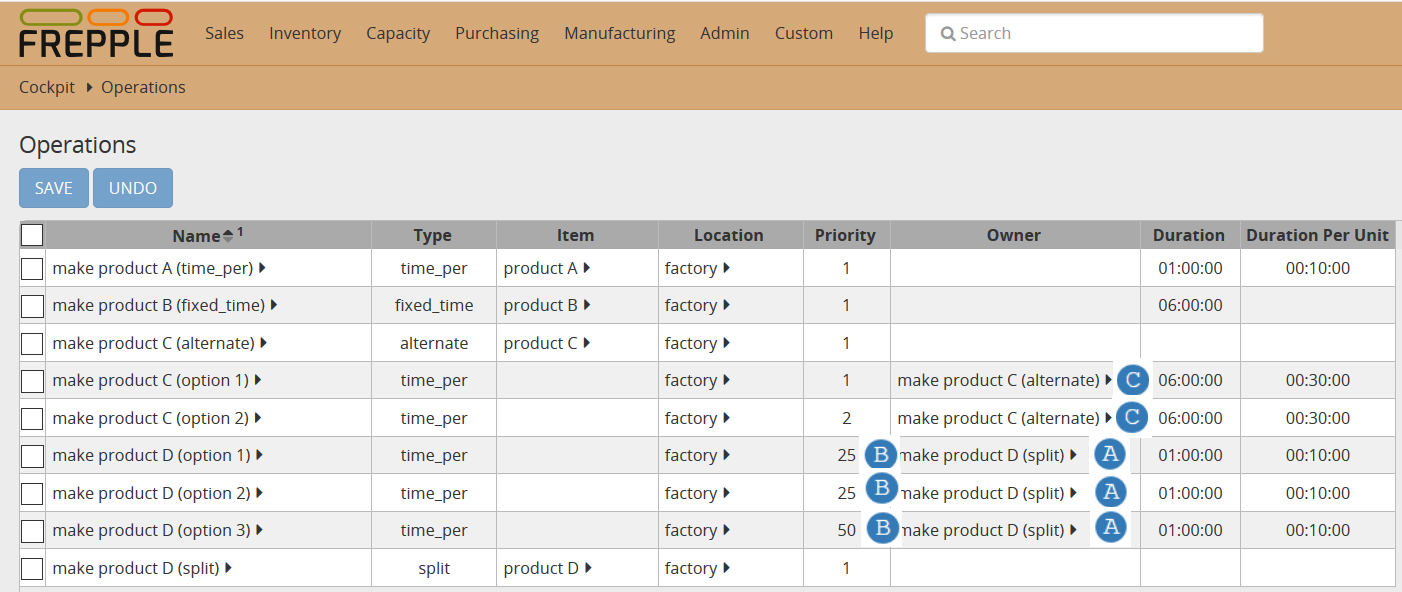 FREPPLE Sales Inventory Capacity Purchasing Manufacturing Admin Custom Help Search
Cockpit Operations
Operations
SAVE UNDO
Name 1 Type Item Location Priority Owner Duration Duration Per Unit
make product A (time_per) time_per product A factory 1 01:00:00 00:10:00
make product B (fixed_time) fixed_time product B factory 1 06:00:00
make product C (alternate) alternate product C factory 1
make product C (option 1) time_per factory 1 make product C (alternate) C 06:00:00 00:30:00
make product C (option 2) time_per factory 2 make product C (alternate) C 06:00:00 00:30:00
make product D (option 1) time_per factory 25 B make product D (split) A 01:00:00 00:10:00
make product D (option 2) time_per factory 25 B make product D (split) A 01:00:00 00:10:00
make product D (option 3) time_per factory 50 B make product D (split) A 01:00:00 00:10:00
make product D (split) split product D factory 1